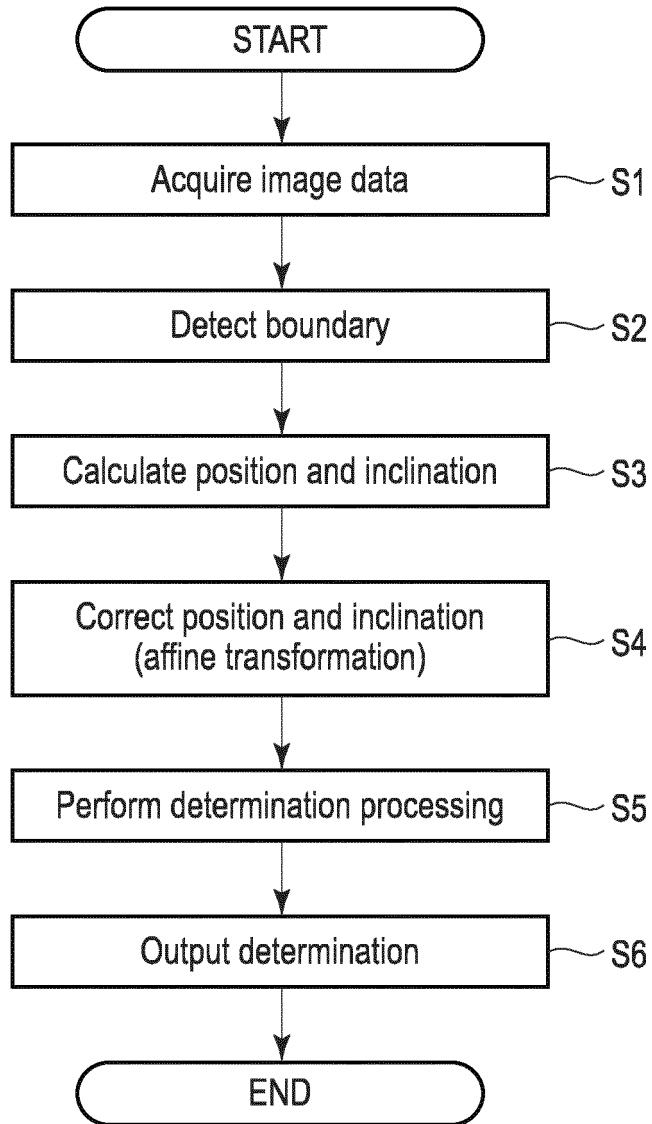 START
Acquire image data
S1
Detect boundary
S2
Calculate position and inclination
S3
Correct position and inclination
(affine transformation)
S4
Perform determination processing
S5
Output determination
S6
END